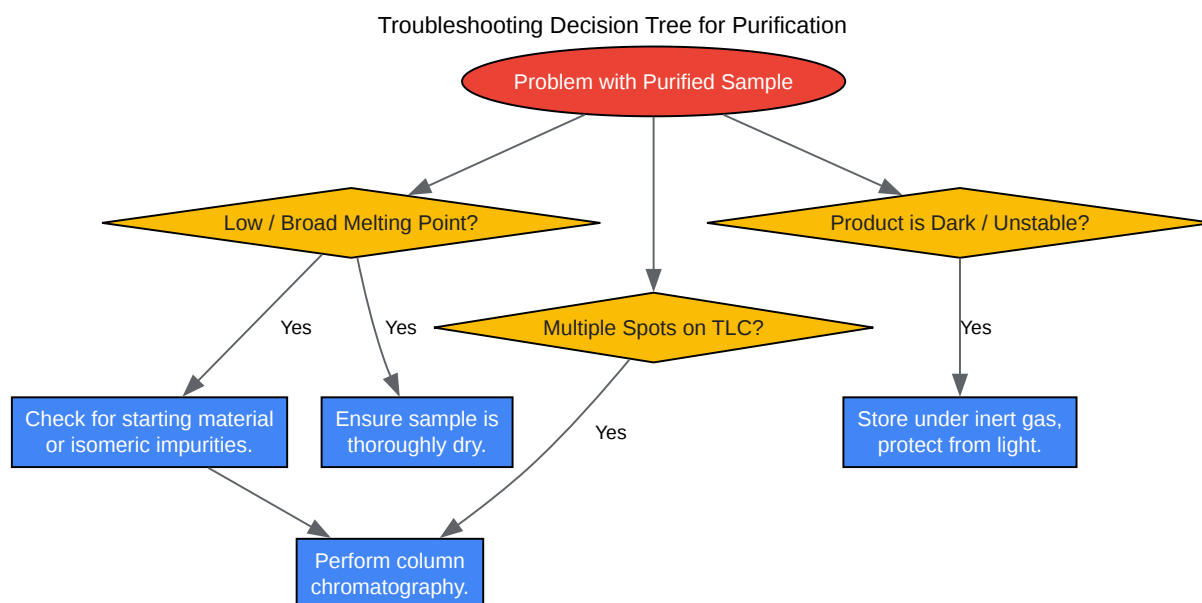 Troubleshooting Decision Tree for Purification
Problem with Purified Sample
Low / Broad Melting Point?
Product is Dark / Unstable?
Multiple Spots on TLC?
Yes
Yes
Yes
Yes
Check for starting material
or isomeric impurities.
Ensure sample is
thoroughly dry.
Store under inert gas,
protect from light.
Perform column
chromatography.